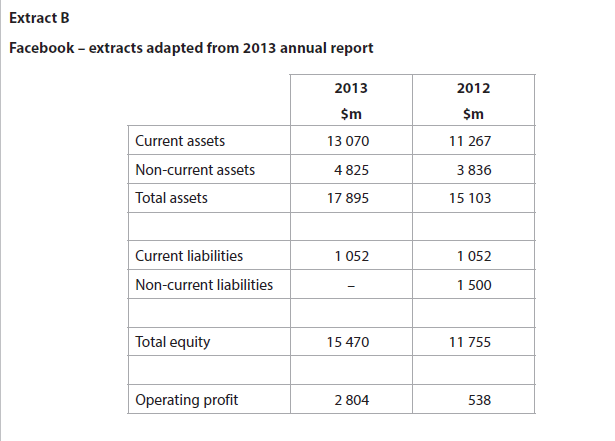 Extract B
Facebook – extracts adapted from 2013 annual report
2013 2012
$m $m
Current assets 13 070 11 267
Non-current assets 4 825 3 836
Total assets 17 895 15 103
Current liabilities 1 052 1 052
Non-current liabilities – 1 500
Total equity 15 470 11 755
Operating profit 2 804 538